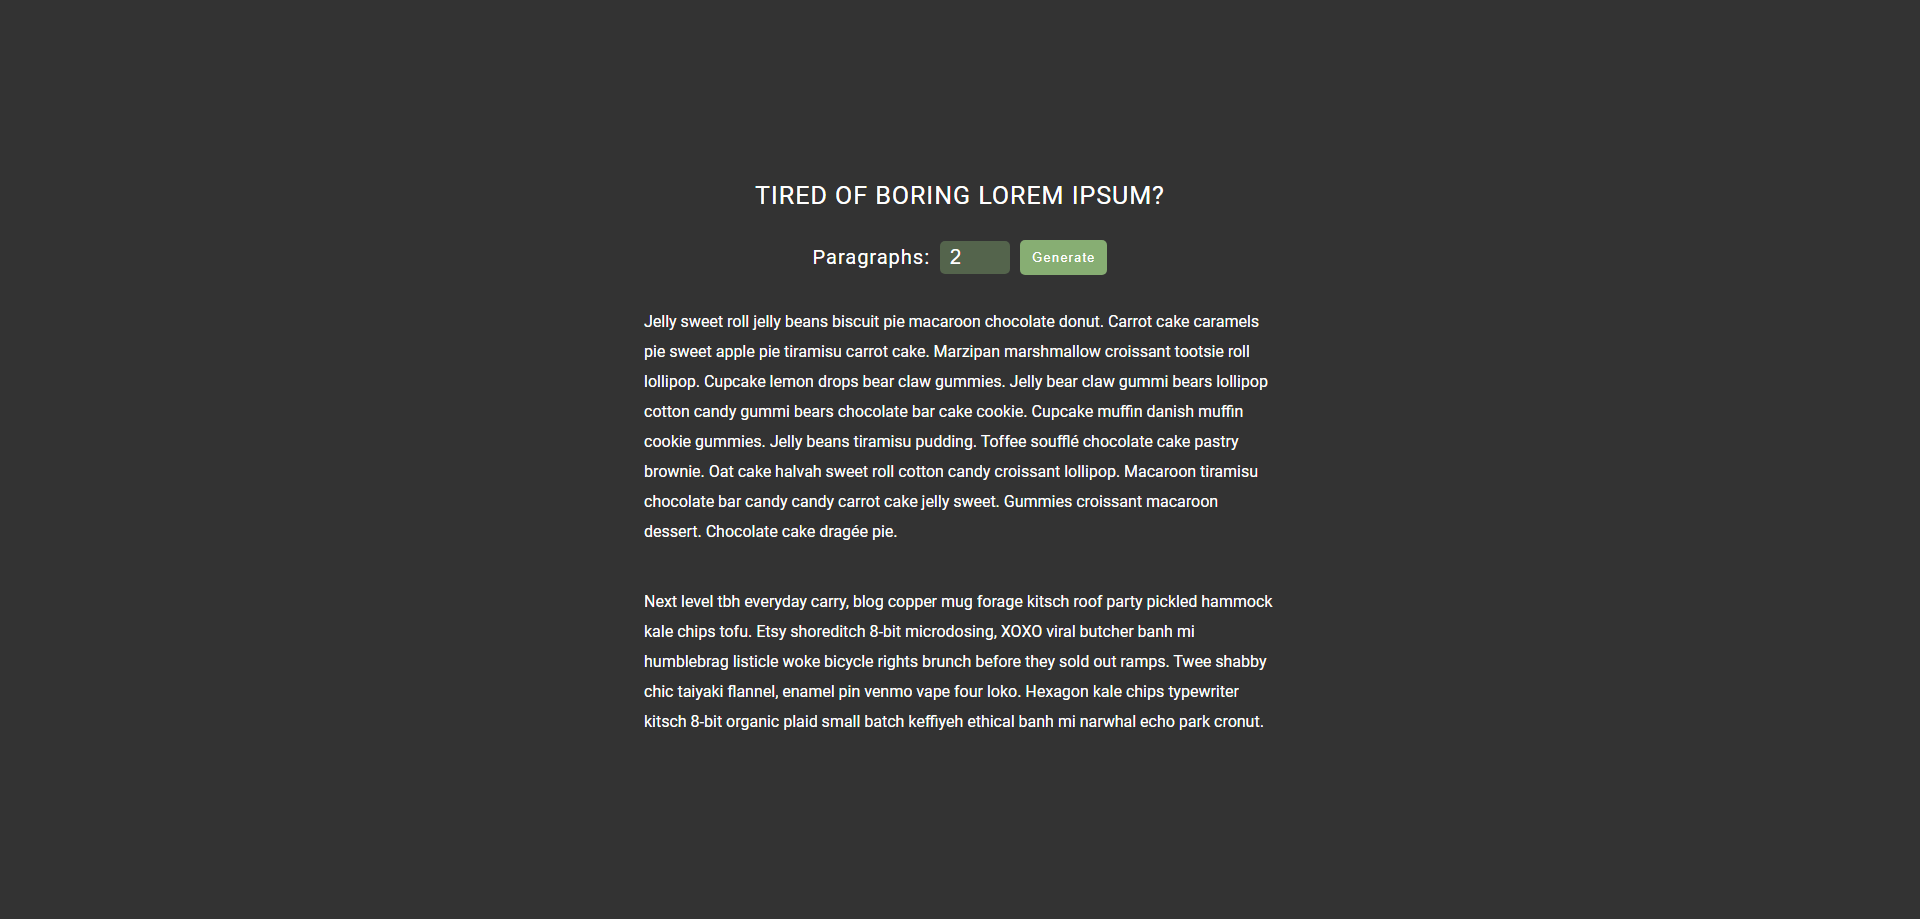 TIRED OF BORING LOREM IPSUM?
Paragraphs: 2 Generate
Jelly sweet roll jelly beans biscuit pie macaroon chocolate donut. Carrot cake caramels
pie sweet apple pie tiramisu carrot cake. Marzipan marshmallow croissant tootsie roll
lollipop. Cupcake lemon drops bear claw gummies. Jelly bear claw gummi bears lollipop
cotton candy gummi bears chocolate bar cake cookie. Cupcake muffin danish muffin
cookie gummies. Jelly beans tiramisu pudding. Toffee soufflé chocolate cake pastry
brownie. Oat cake halvah sweet roll cotton candy croissant lollipop. Macaroon tiramisu
chocolate bar candy candy carrot cake jelly sweet. Gummies croissant macaroon
dessert. Chocolate cake dragée pie.
Next level tbh everyday carry, blog copper mug forage kitsch roof party pickled hammock
kale chips tofu. Etsy shoreditch 8-bit microdosing, XOXO viral butcher banh mi
humblebrag listicle woke bicycle rights brunch before they sold out ramps. Twee shabby
chic taiyaki flannel, enamel pin venmo vape four loko. Hexagon kale chips typewriter
kitsch 8-bit organic plaid small batch keffiyeh ethical banh mi narwhal echo park cronut.